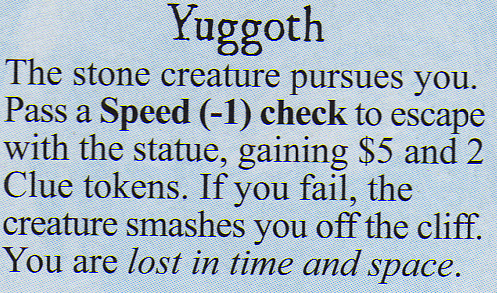 Yuggoth
The stone creature pursues you.
Pass a Speed (-1) check to escape
with the statue, gaining $5 and 2
Clue tokens. If you fail, the
creature smashes you off the cliff.
You are lost in time and space.